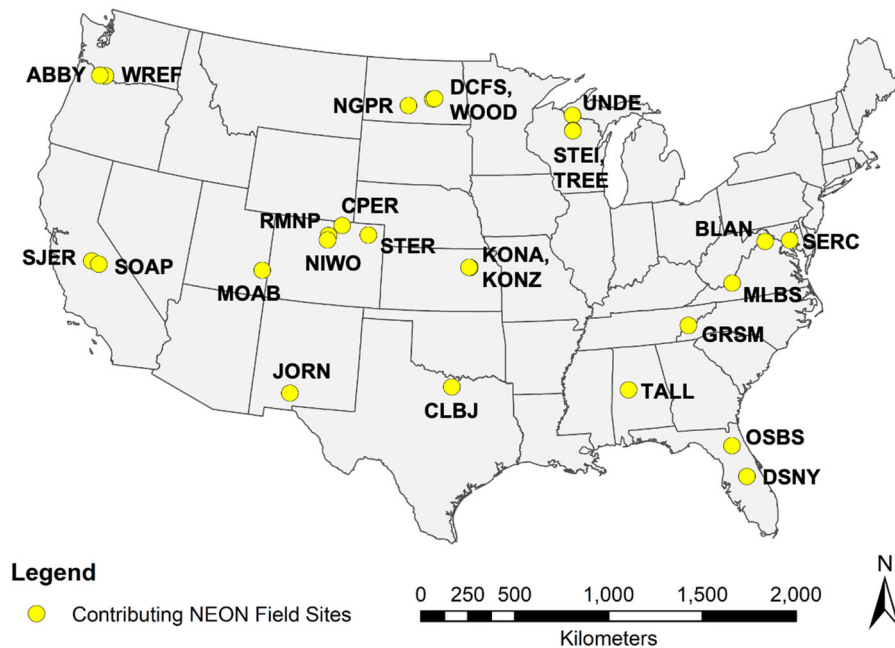 ABBY
WREF
NGPR
DCFS,
WOOD
UNDE
STEI,
TREE
CPER
RMNP
STER
NIWO
SJER
SOAP
MOAB
KONA,
KONZ
BLAN
SERC
MLBS
GRSM
JORN
CLBJ
TALL
OSBS
DSNY
Legend
Contributing NEON Field Sites
0 250 500 1,000 1,500 2,000
Kilometers
N